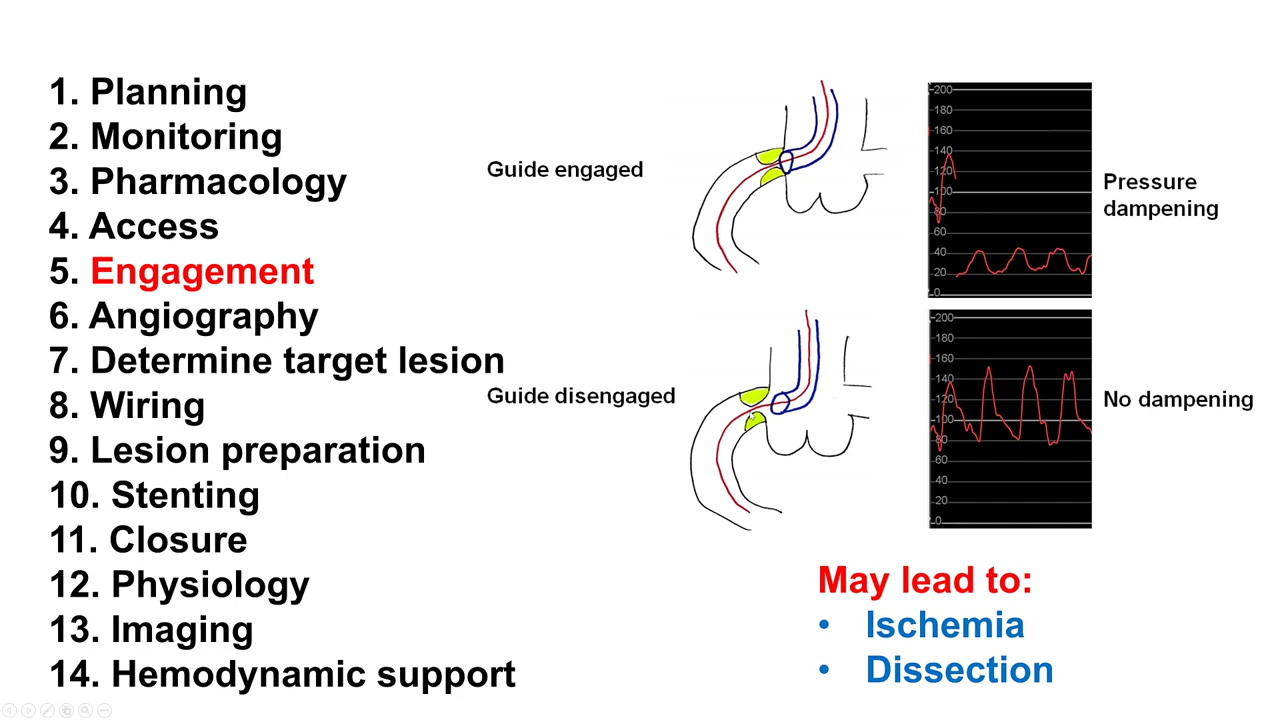 1. Planning
2. Monitoring
3. Pharmacology
4. Access
5. Engagement
6. Angiography
7. Determine target lesion
8. Wiring
9. Lesion preparation
10. Stenting
11. Closure
12. Physiology
13. Imaging
14. Hemodynamic support
Guide engaged
200
180
160
140
120
100
80
60
40
20
0
Pressure
dampening
Guide disengaged
200
180
160
140
120
100
80
60
40
20
0
No dampening
May lead to:
• Ischemia
• Dissection